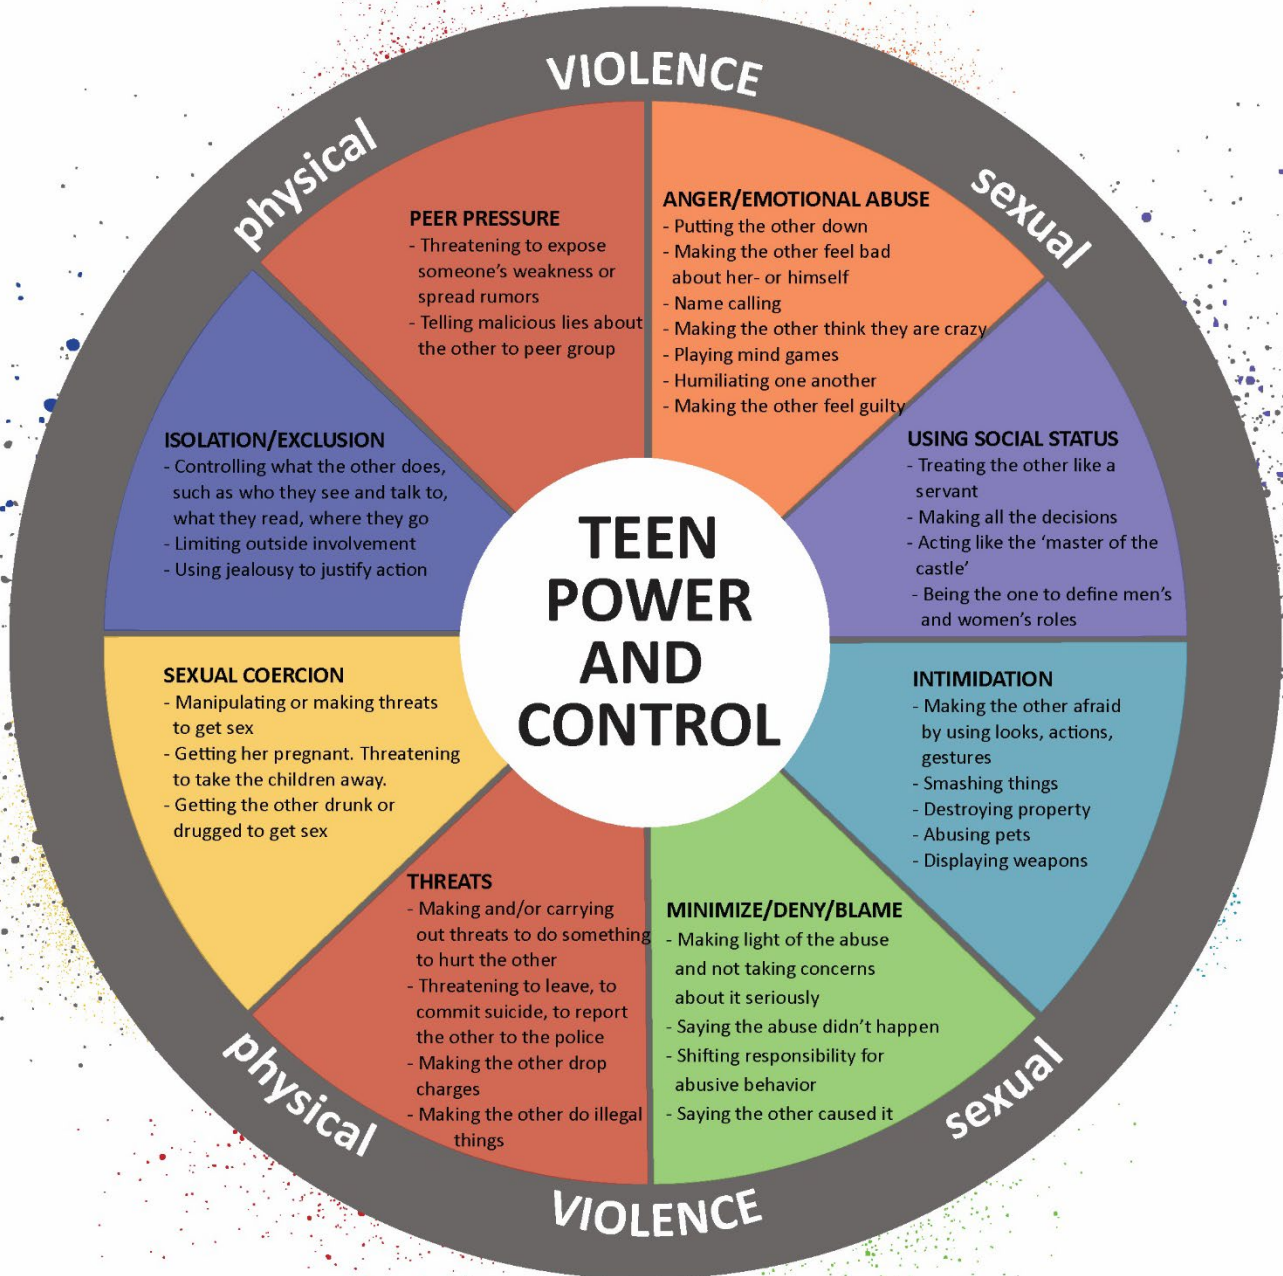 VIOLENCE
physical
sexual
PEER PRESSURE
- Threatening to expose
someone’s weakness or
spread rumors
- Telling malicious lies about
the other to peer group
ANGER/EMOTIONAL ABUSE
- Putting the other down
- Making the other feel bad
about her- or himself
- Name calling
- Making the other think they are crazy
- Playing mind games
- Humiliating one another
- Making the other feel guilty
ISOLATION/EXCLUSION
- Controlling what the other does,
such as who they see and talk to,
what they read, where they go
- Limiting outside involvement
- Using jealousy to justify action
USING SOCIAL STATUS
- Treating the other like a
servant
- Making all the decisions
- Acting like the ‘master of the
castle’
- Being the one to define men’s
and women’s roles
TEEN
POWER
AND
CONTROL
SEXUAL COERCION
- Manipulating or making threats
to get sex
- Getting her pregnant. Threatening
to take the children away.
- Getting the other drunk or
drugged to get sex
INTIMIDATION
- Making the other afraid
by using looks, actions,
gestures
- Smashing things
- Destroying property
- Abusing pets
- Displaying weapons
THREATS
- Making and/or carrying
out threats to do something
to hurt the other
- Threatening to leave, to
commit suicide, to report
the other to the police
- Making the other drop
charges
- Making the other do illegal
things
MINIMIZE/DENY/BLAME
- Making light of the abuse
and not taking concerns
about it seriously
- Saying the abuse didn’t happen
- Shifting responsibility for
abusive behavior
- Saying the other caused it
physical
sexual
VIOLENCE